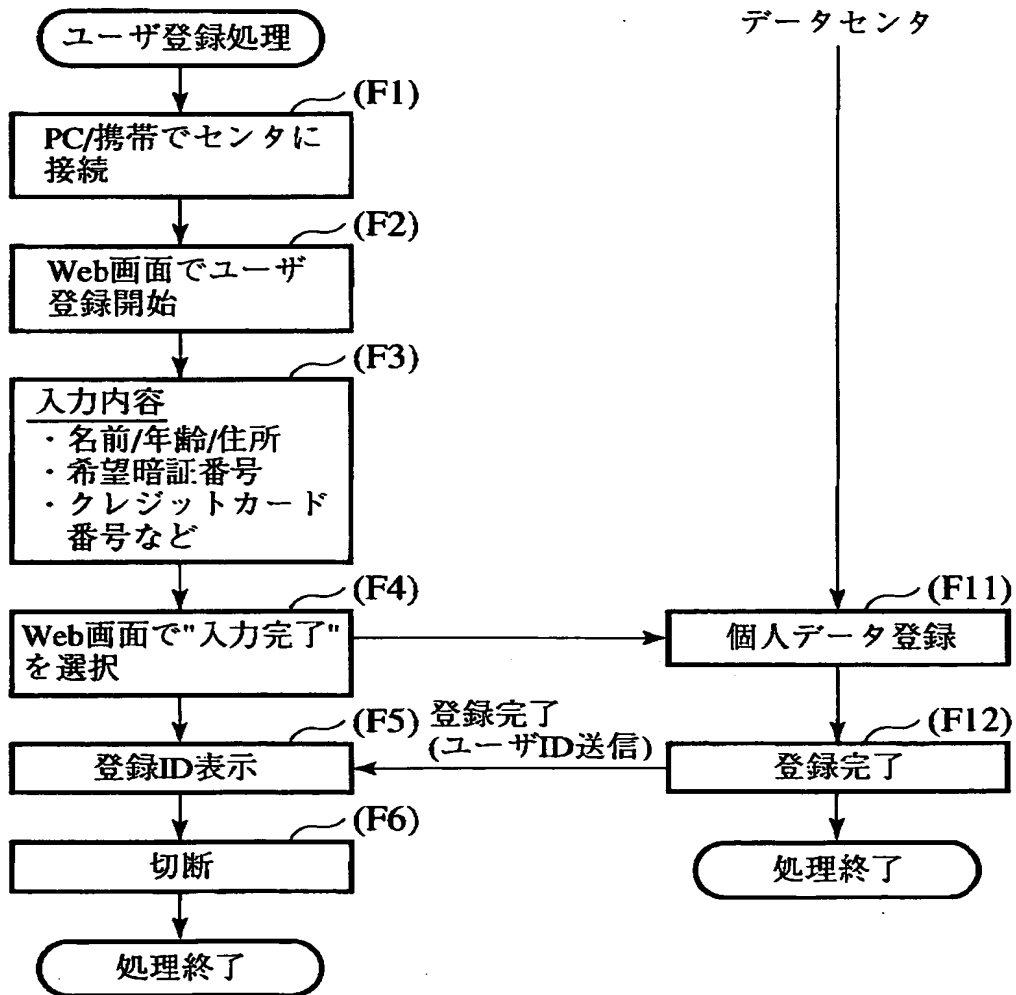 ユーザ登録処理
(F1)
PC/携帯でセンタに
接続
(F2)
Web画面でユーザ
登録開始
(F3)
入力内容
・名前/年齢/住所
・希望暗証番号
・クレジットカード
番号など
(F4)
Web画面で"入力完了"
を選択
(F5)
登録ID表示
(F6)
切断
処理終了
データセンタ
(F11)
個人データ登録
登録完了
(ユーザID送信)
(F12)
登録完了
処理終了